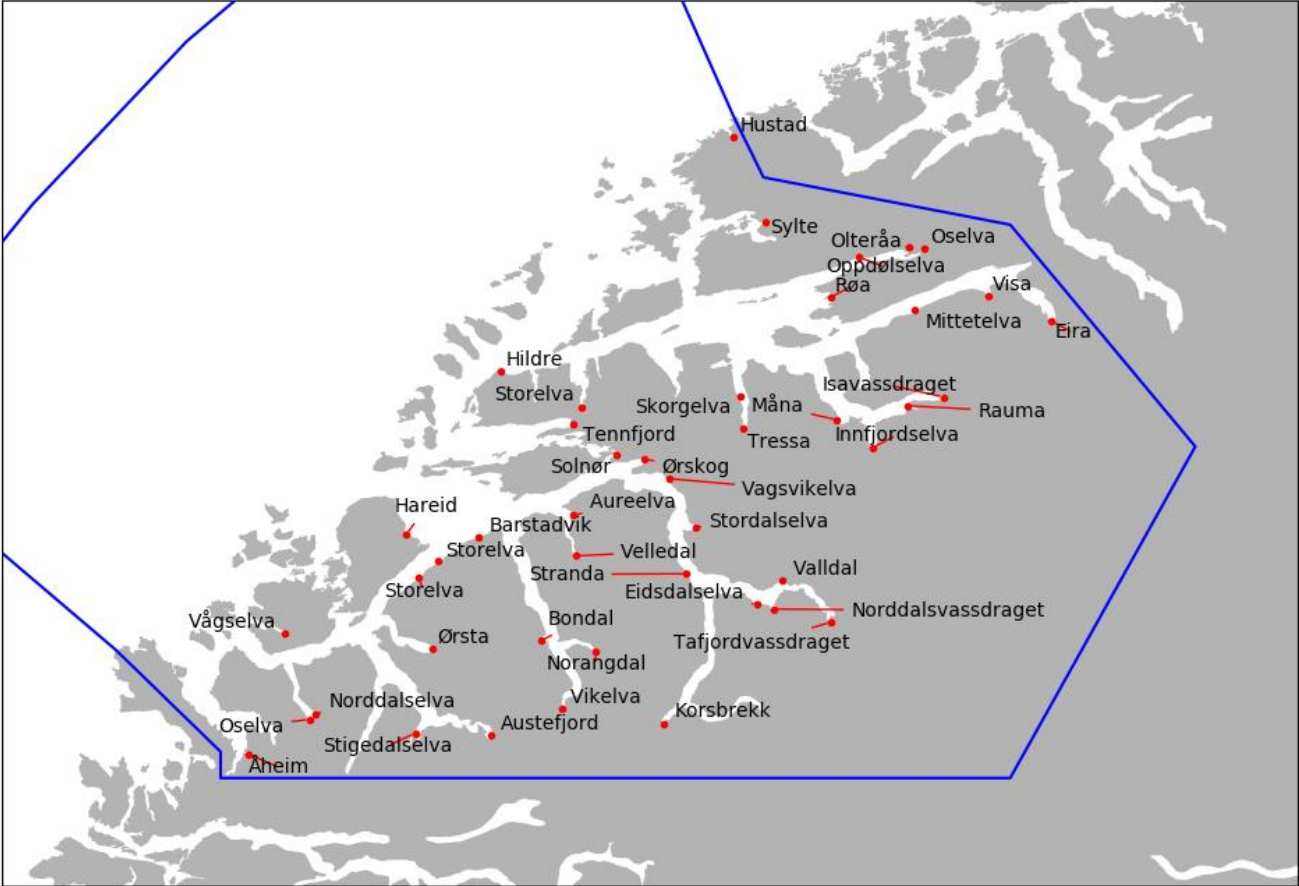 Hustad
Sylte
Olteråa
Oselva
Oppdølselva
Røa
Visa
Mittetelva
Eira
Hildre
Storelva
Isavassdraget
Skorgelva
Måna
Rauma
Tennfjord
Tressa
Innfjordselva
Solnør
Ørskog
Vagsvikelva
Hareid
Aureelva
Barstadvik
Stordalselva
Storelva
Velledal
Stranda
Valldal
Storelva
Eidsdalselva
Norddalsvassdraget
Vågselva
Bondal
Ørsta
Tafjordvassdraget
Norangdal
Norddalselva
Vikelva
Oselva
Korsbrekk
Austefjord
Stigedalselva
Åheim